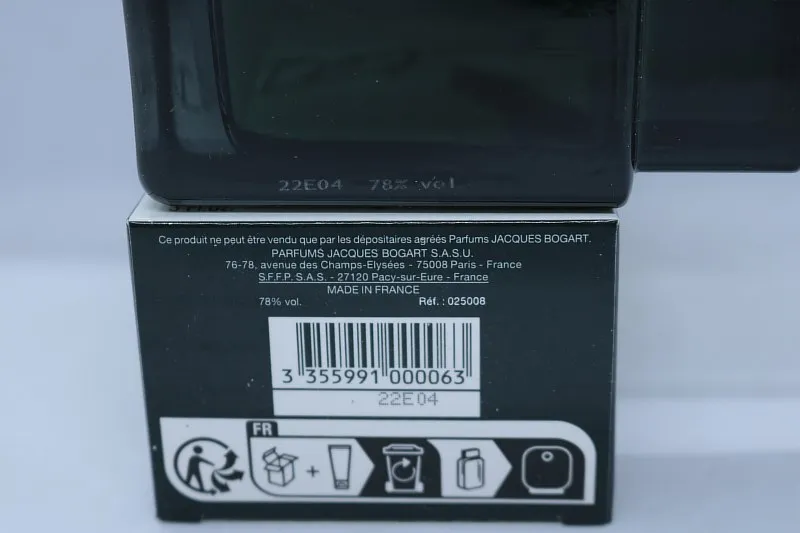 22E04 78% vol
Ce produit ne peut être vendu que par les dépositaires agréés Parfums JACQUES BOGART.
PARFUMS JACQUES BOGART S.A.S.U.
76-78, avenue des Champs-Elysées - 75008 Paris - France
S.F.F.P. S.A.S. - 27120 Pacy-sur-Eure - France
MADE IN FRANCE
78% vol. Réf. : 025008
3 355991 000063
22E04
FR
+